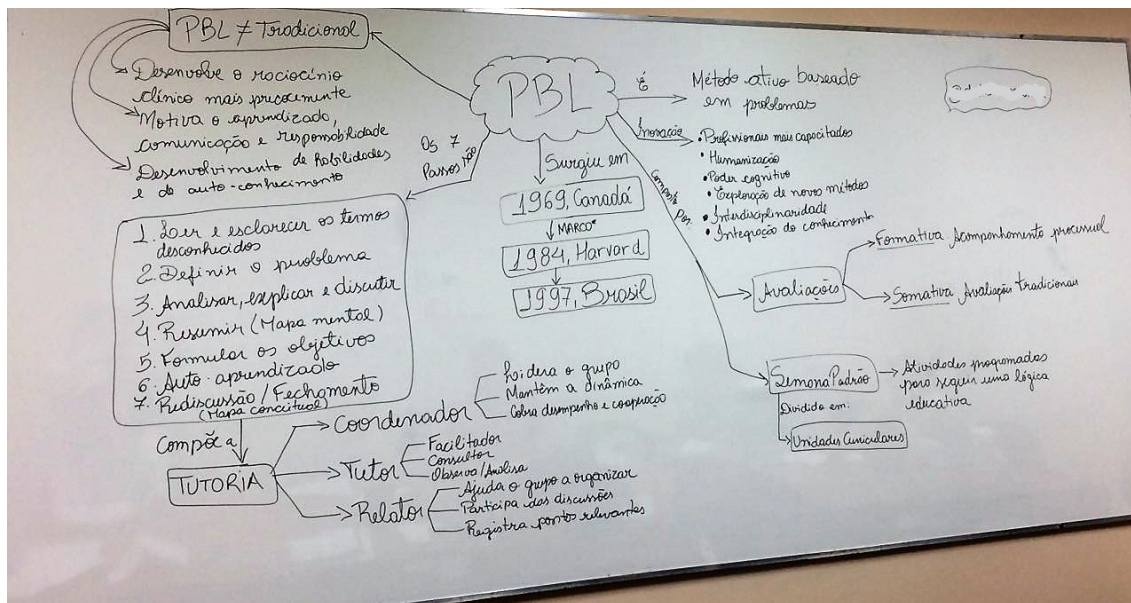 PBL ≠ Tradicional
Desenvolve o raciocínio
clínico mais precocemente
Motiva o aprendizado,
comunicação e responsabilidade
Desenvolvimento de habilidades
e do auto-conhecimento
PBL
É
Método ativo baseado
em problemas
Inovação
• Profissionais mais capacitados
• Humanização
• Poder cognitivo
• Exploração de novos métodos
• Interdisciplinaridade
• Integração do conhecimento
Os 7
Passos são
1. Ler e esclarecer os termos
desconhecidos
2. Definir o problema
3. Analisar, explicar e discutir
4. Resumir (Mapa mental)
5. Formular os objetivos
6. Auto-aprendizado
7. Rediscussão / Fechamento
(Mapa conceitual)
Surgiu em
1969, Canadá
MARCO*
1984, Harvard
1997, Brasil
Composto
por:
Avaliações
Formativa Acompanhamento processual
Somativa Avaliações tradicionais
Semana Padrão
Atividades programadas
para seguir uma lógica
educativa
Dividida em:
Unidades Curriculares
Compõe a
TUTORIA
Coordenador
Lidera o grupo
Mantêm a dinâmica
Cobra desempenho e cooperação
Tutor
Facilitador
Consultor
Observa/Analisa
Relator
Ajuda o grupo a organizar
Participa das discussões
Registra pontos relevantes